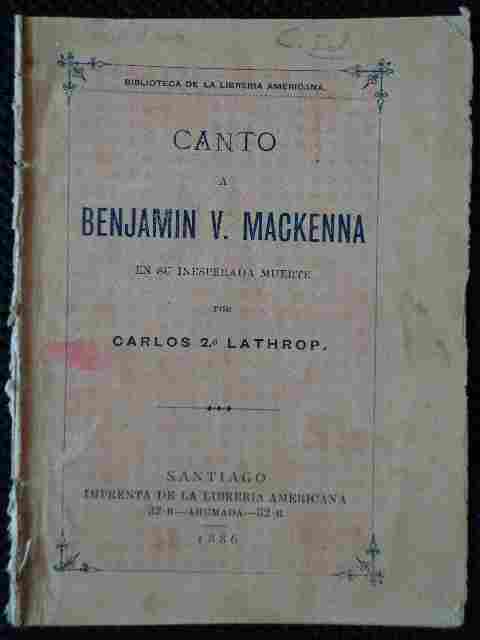 BIBLIOTECA DE LA LIBRERIA AMERICANA.
CANTO
A
BENJAMIN V. MACKENNA
EN SU INESPERADA MUERTE
POR
CARLOS 2.º LATHROP.
SANTIAGO
IMPRENTA DE LA LIBRERIA AMERICANA
32-B—AHUMADA—32-B
1886